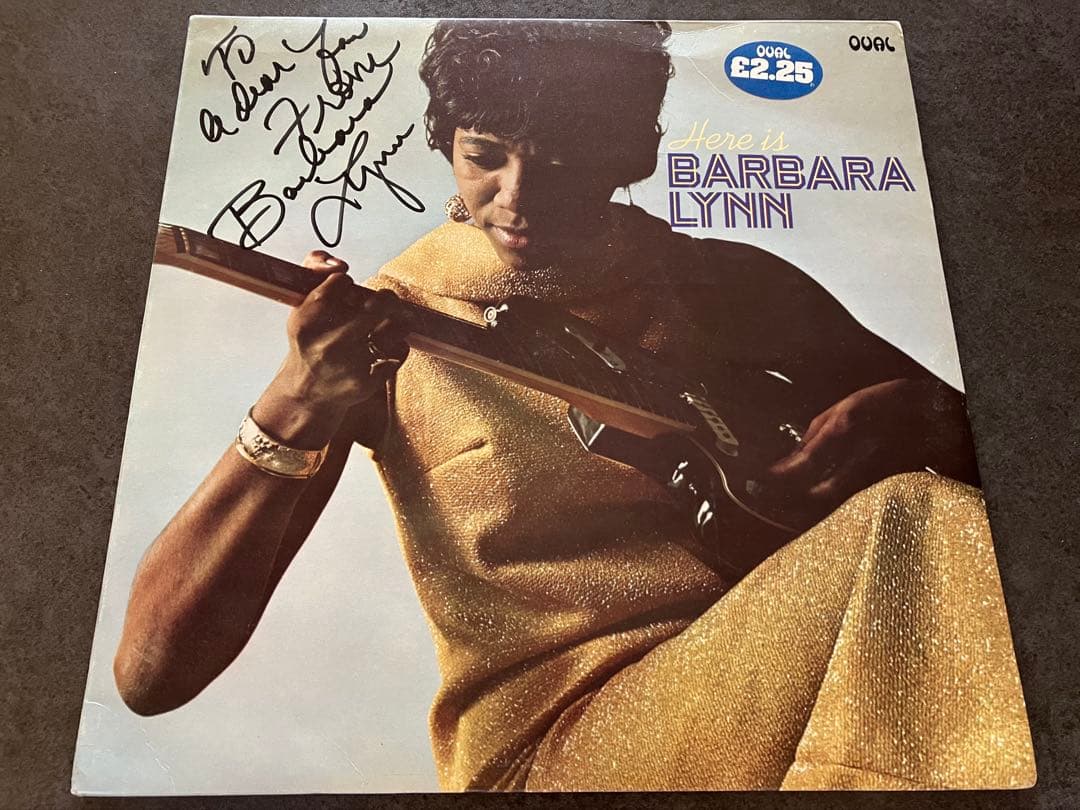 To
a dear Fan
From
Barbara
Lynn
OVAL
£2.25
OVAL
Here is
BARBARA
LYNN